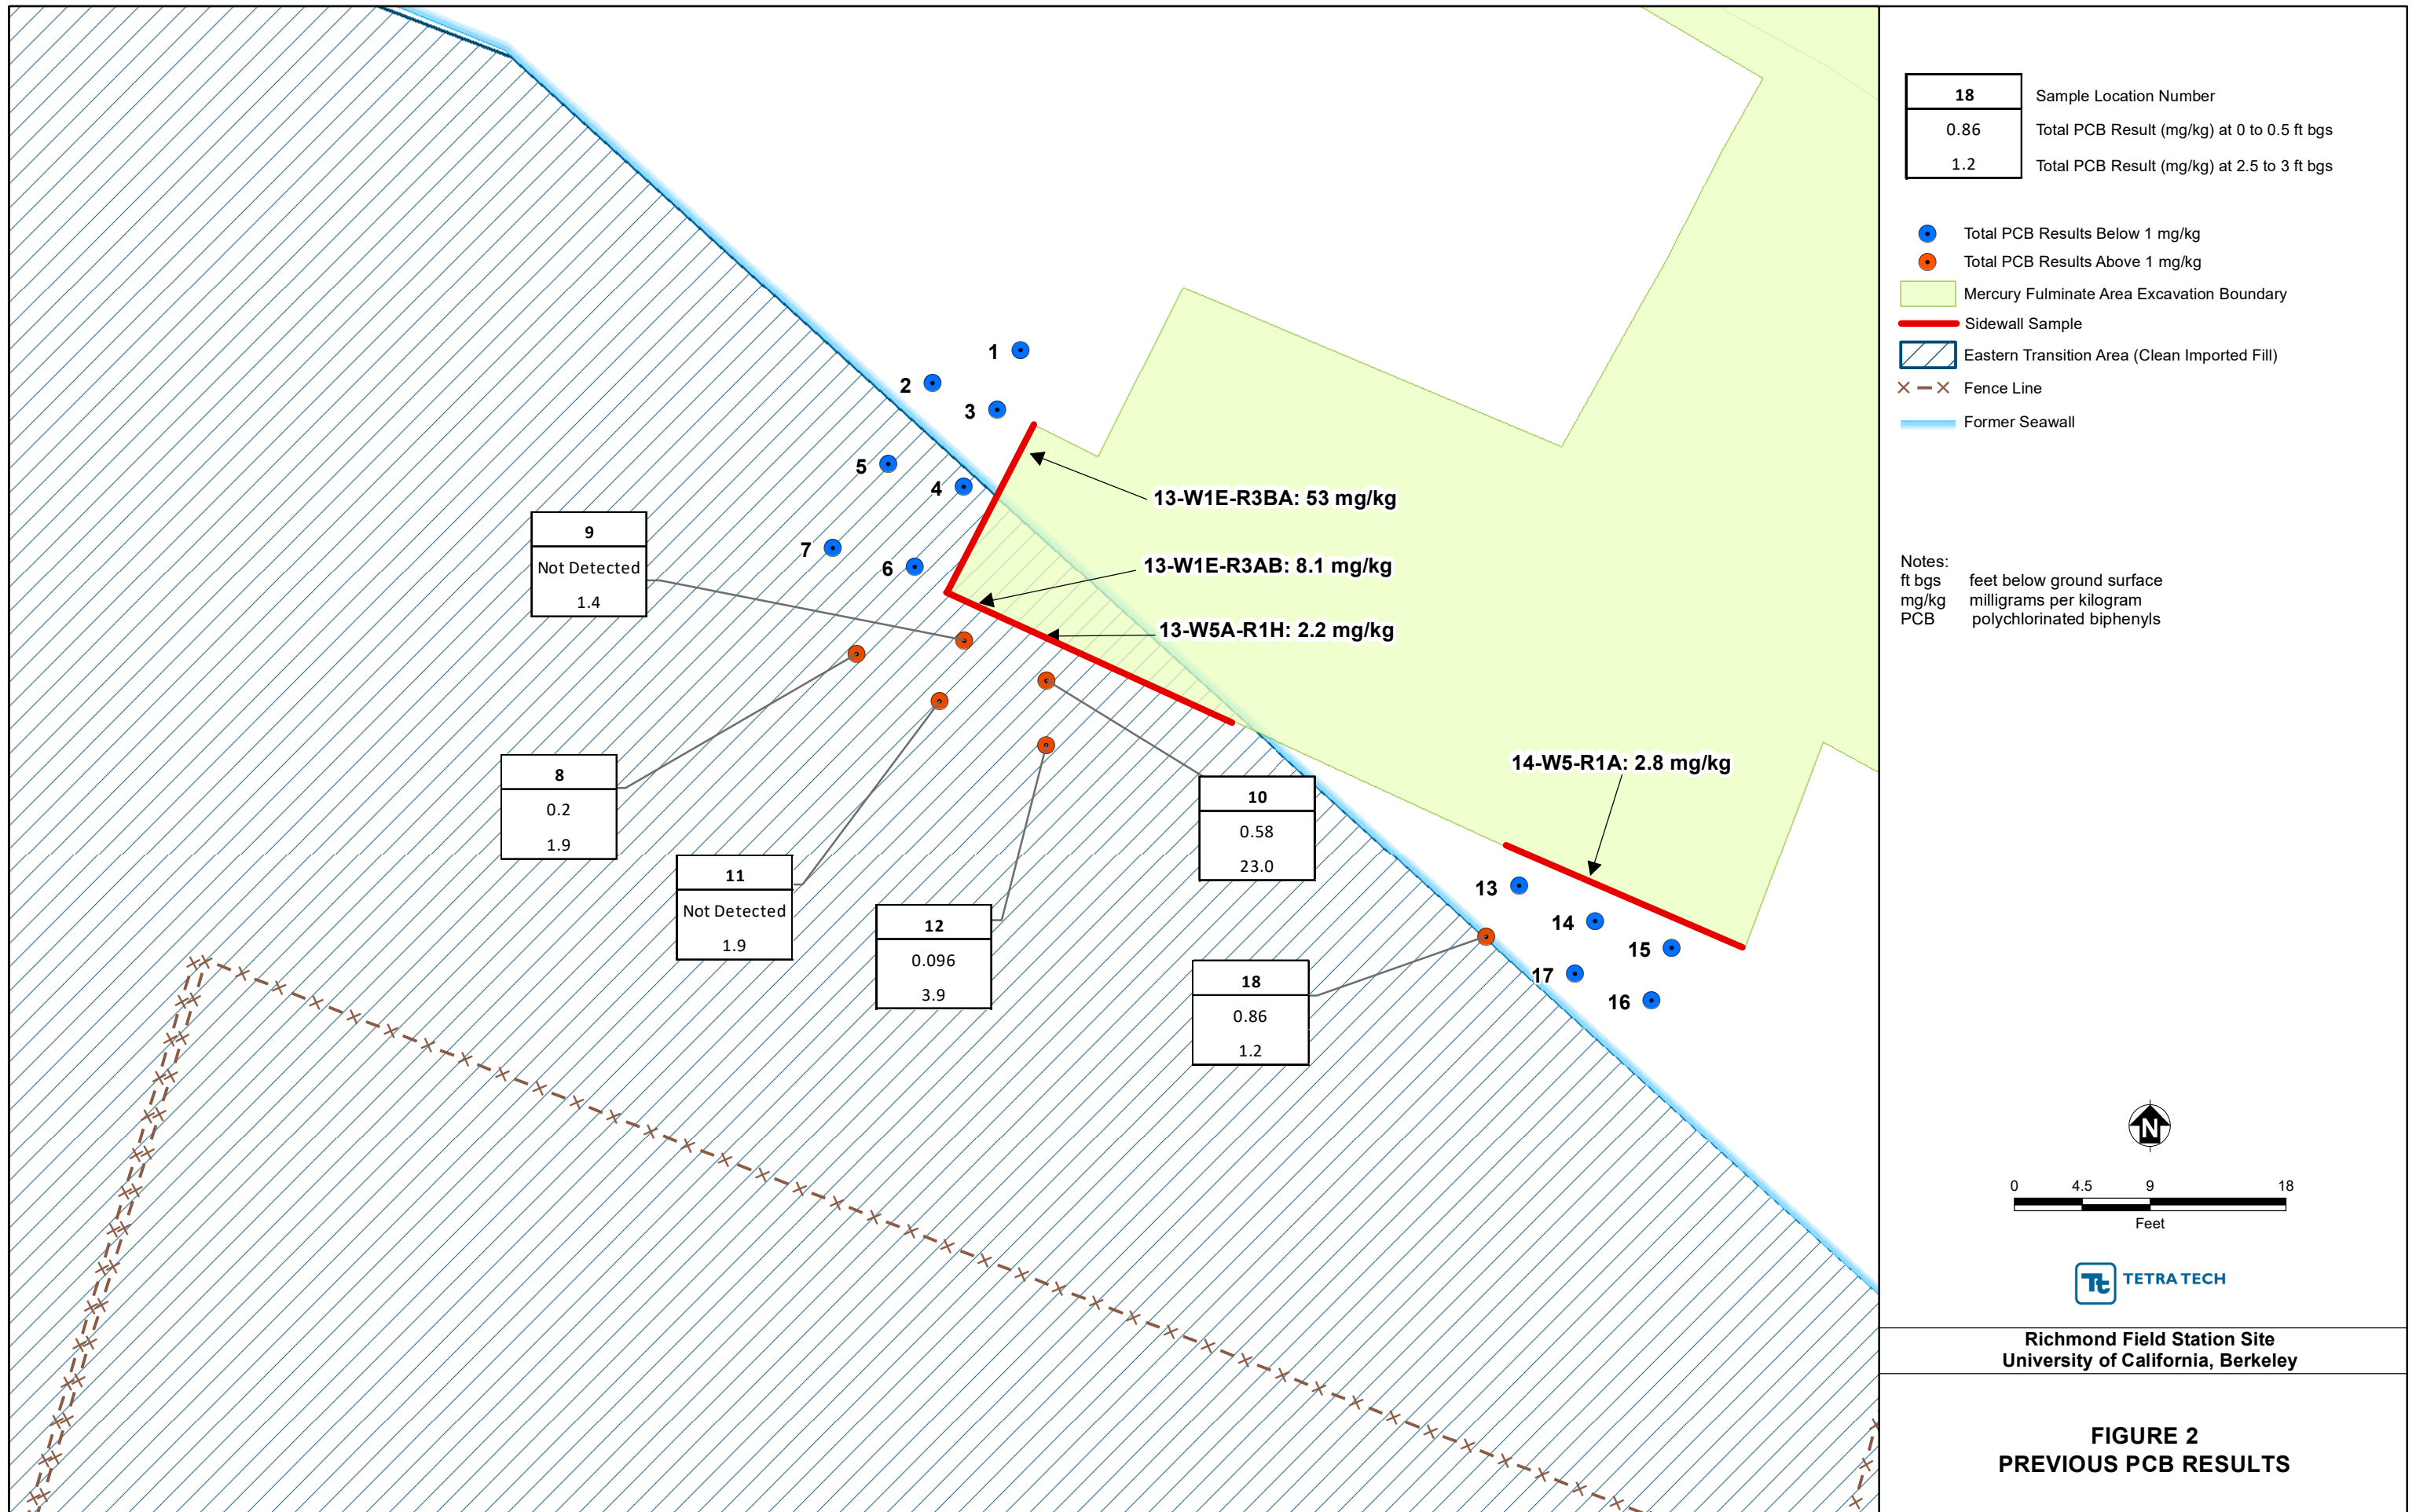 1
2
3
5
4
7
6
13-W1E-R3BA: 53 mg/kg
13-W1E-R3AB: 8.1 mg/kg
13-W5A-R1H: 2.2 mg/kg
9
Not Detected
1.4
8
0.2
1.9
11
Not Detected
1.9
12
0.096
3.9
10
0.58
23.0
14-W5-R1A: 2.8 mg/kg
13
14
15
17
16
18
0.86
1.2
18
Sample Location Number
0.86
Total PCB Result (mg/kg) at 0 to 0.5 ft bgs
1.2
Total PCB Result (mg/kg) at 2.5 to 3 ft bgs
Total PCB Results Below 1 mg/kg
Total PCB Results Above 1 mg/kg
Mercury Fulminate Area Excavation Boundary
Sidewall Sample
Eastern Transition Area (Clean Imported Fill)
Fence Line
Former Seawall
Notes:
ft bgs feet below ground surface
mg/kg milligrams per kilogram
PCB polychlorinated biphenyls
N
0 4.5 9 18
Feet
Tt TETRA TECH
Richmond Field Station Site
University of California, Berkeley
FIGURE 2
PREVIOUS PCB RESULTS